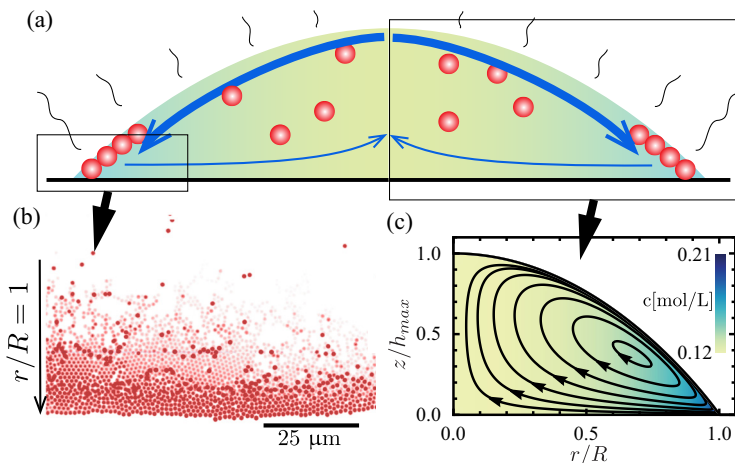 (a)
(b)
r/R = 1
25 μm
(c)
z/h_max
1.0
0.5
0.0
0.21
c[mol/L]
0.12
0.0
0.5
1.0
r/R